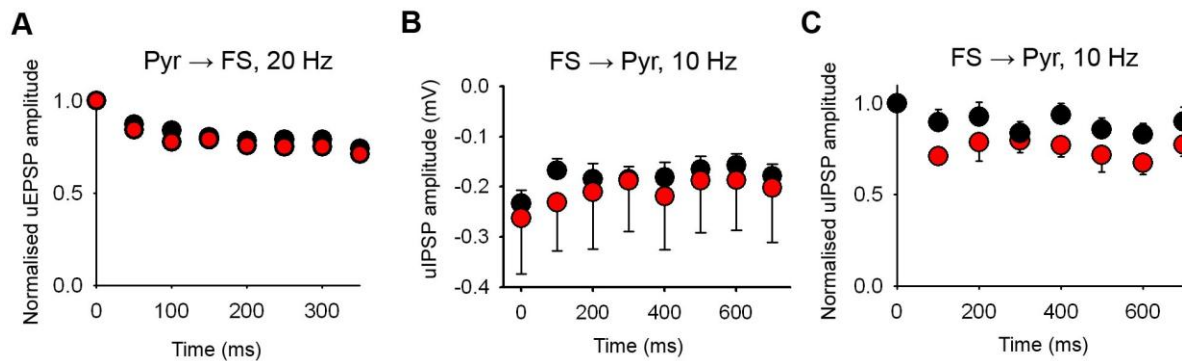 A
Pyr → FS, 20 Hz
Normalised uEPSP amplitude
1.0
0.5
0.0
0 100 200 300
Time (ms)
B
FS → Pyr, 10 Hz
uIPSP amplitude (mV)
0.0
-0.1
-0.2
-0.3
-0.4
0 200 400 600
Time (ms)
C
FS → Pyr, 10 Hz
Normalised uIPSP amplitude
1.0
0.5
0.0
0 200 400 600
Time (ms)